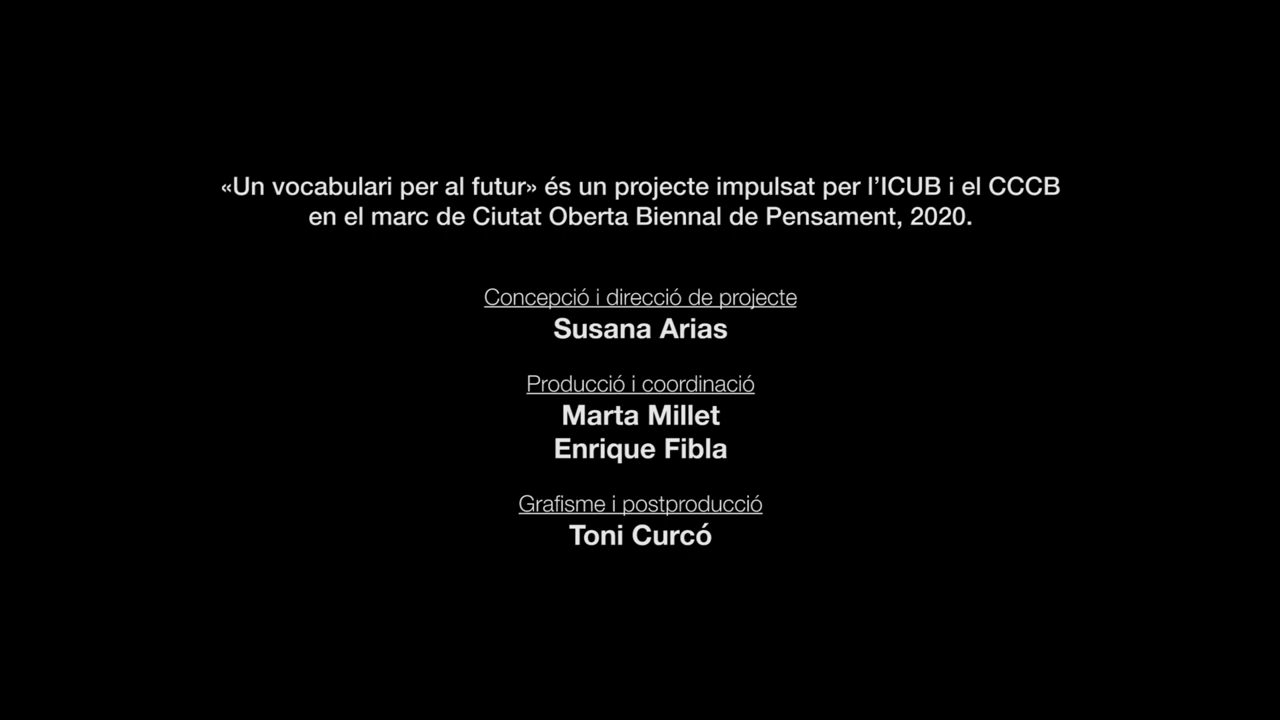 «Un vocabulari per al futur» és un projecte impulsat per l’ICUB i el CCCB
en el marc de Ciutat Oberta Biennal de Pensament, 2020.
Concepció i direcció de projecte
Susana Arias
Producció i coordinació
Marta Millet
Enrique Fibla
Grafisme i postproducció
Toni Curcó